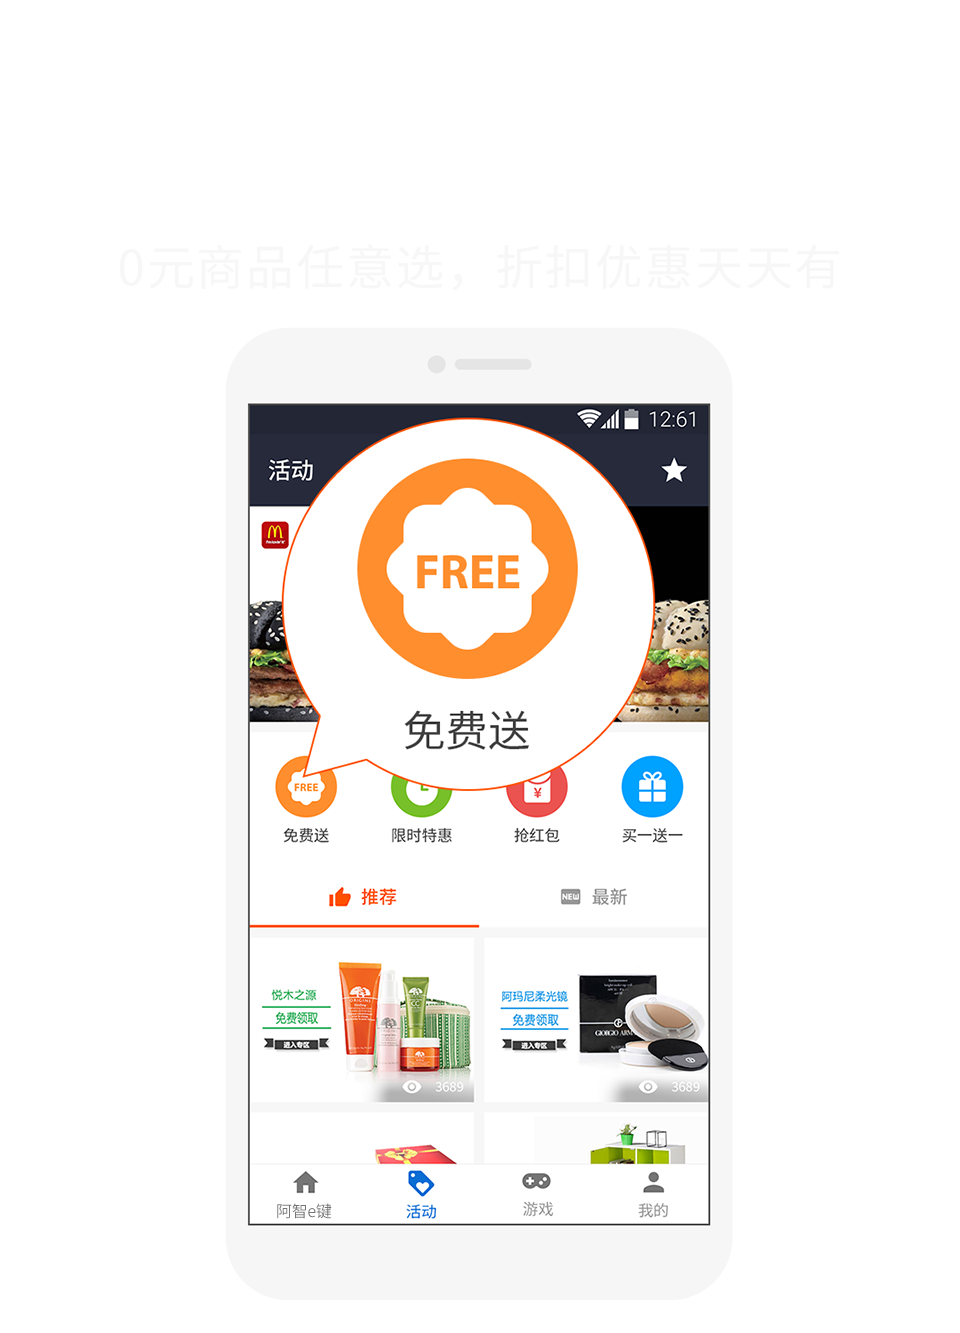 0元商品任意选，折扣优惠天天有
12:61
活动
FREE
免费送
FREE
免费送
限时特惠
抢红包
买一送一
推荐
NEW 最新
悦木之源
免费领取
进入专区
ORIGINS
3689
阿玛尼柔光镜
免费领取
进入专区
GIORGIO ARM
3689
阿智e键
活动
游戏
我的